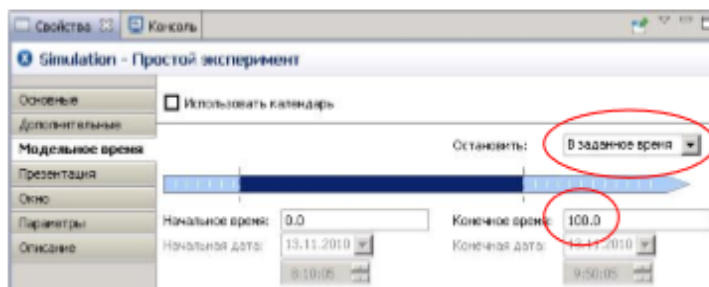 Свойства Консоль
Simulation - Простой эксперимент
Основные
Использовать календарь
Дополнительные
Модельное время
Остановить: В заданное время
Презентация
Окно
Параметры
Начальное время: 0.0 Конечное время: 100.0
Описание
Начальная дата: 13.11.2010 Конечная дата: 13.11.2010
8:10:05 9:50:05